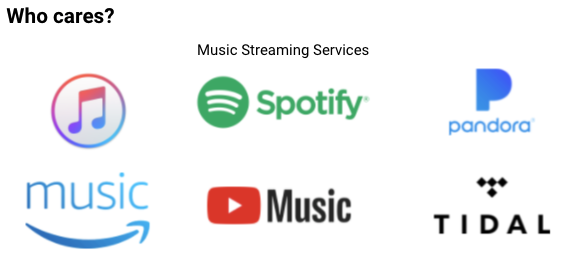 Who cares?
Music Streaming Services
Spotify®
pandora®
music
Music
TIDAL